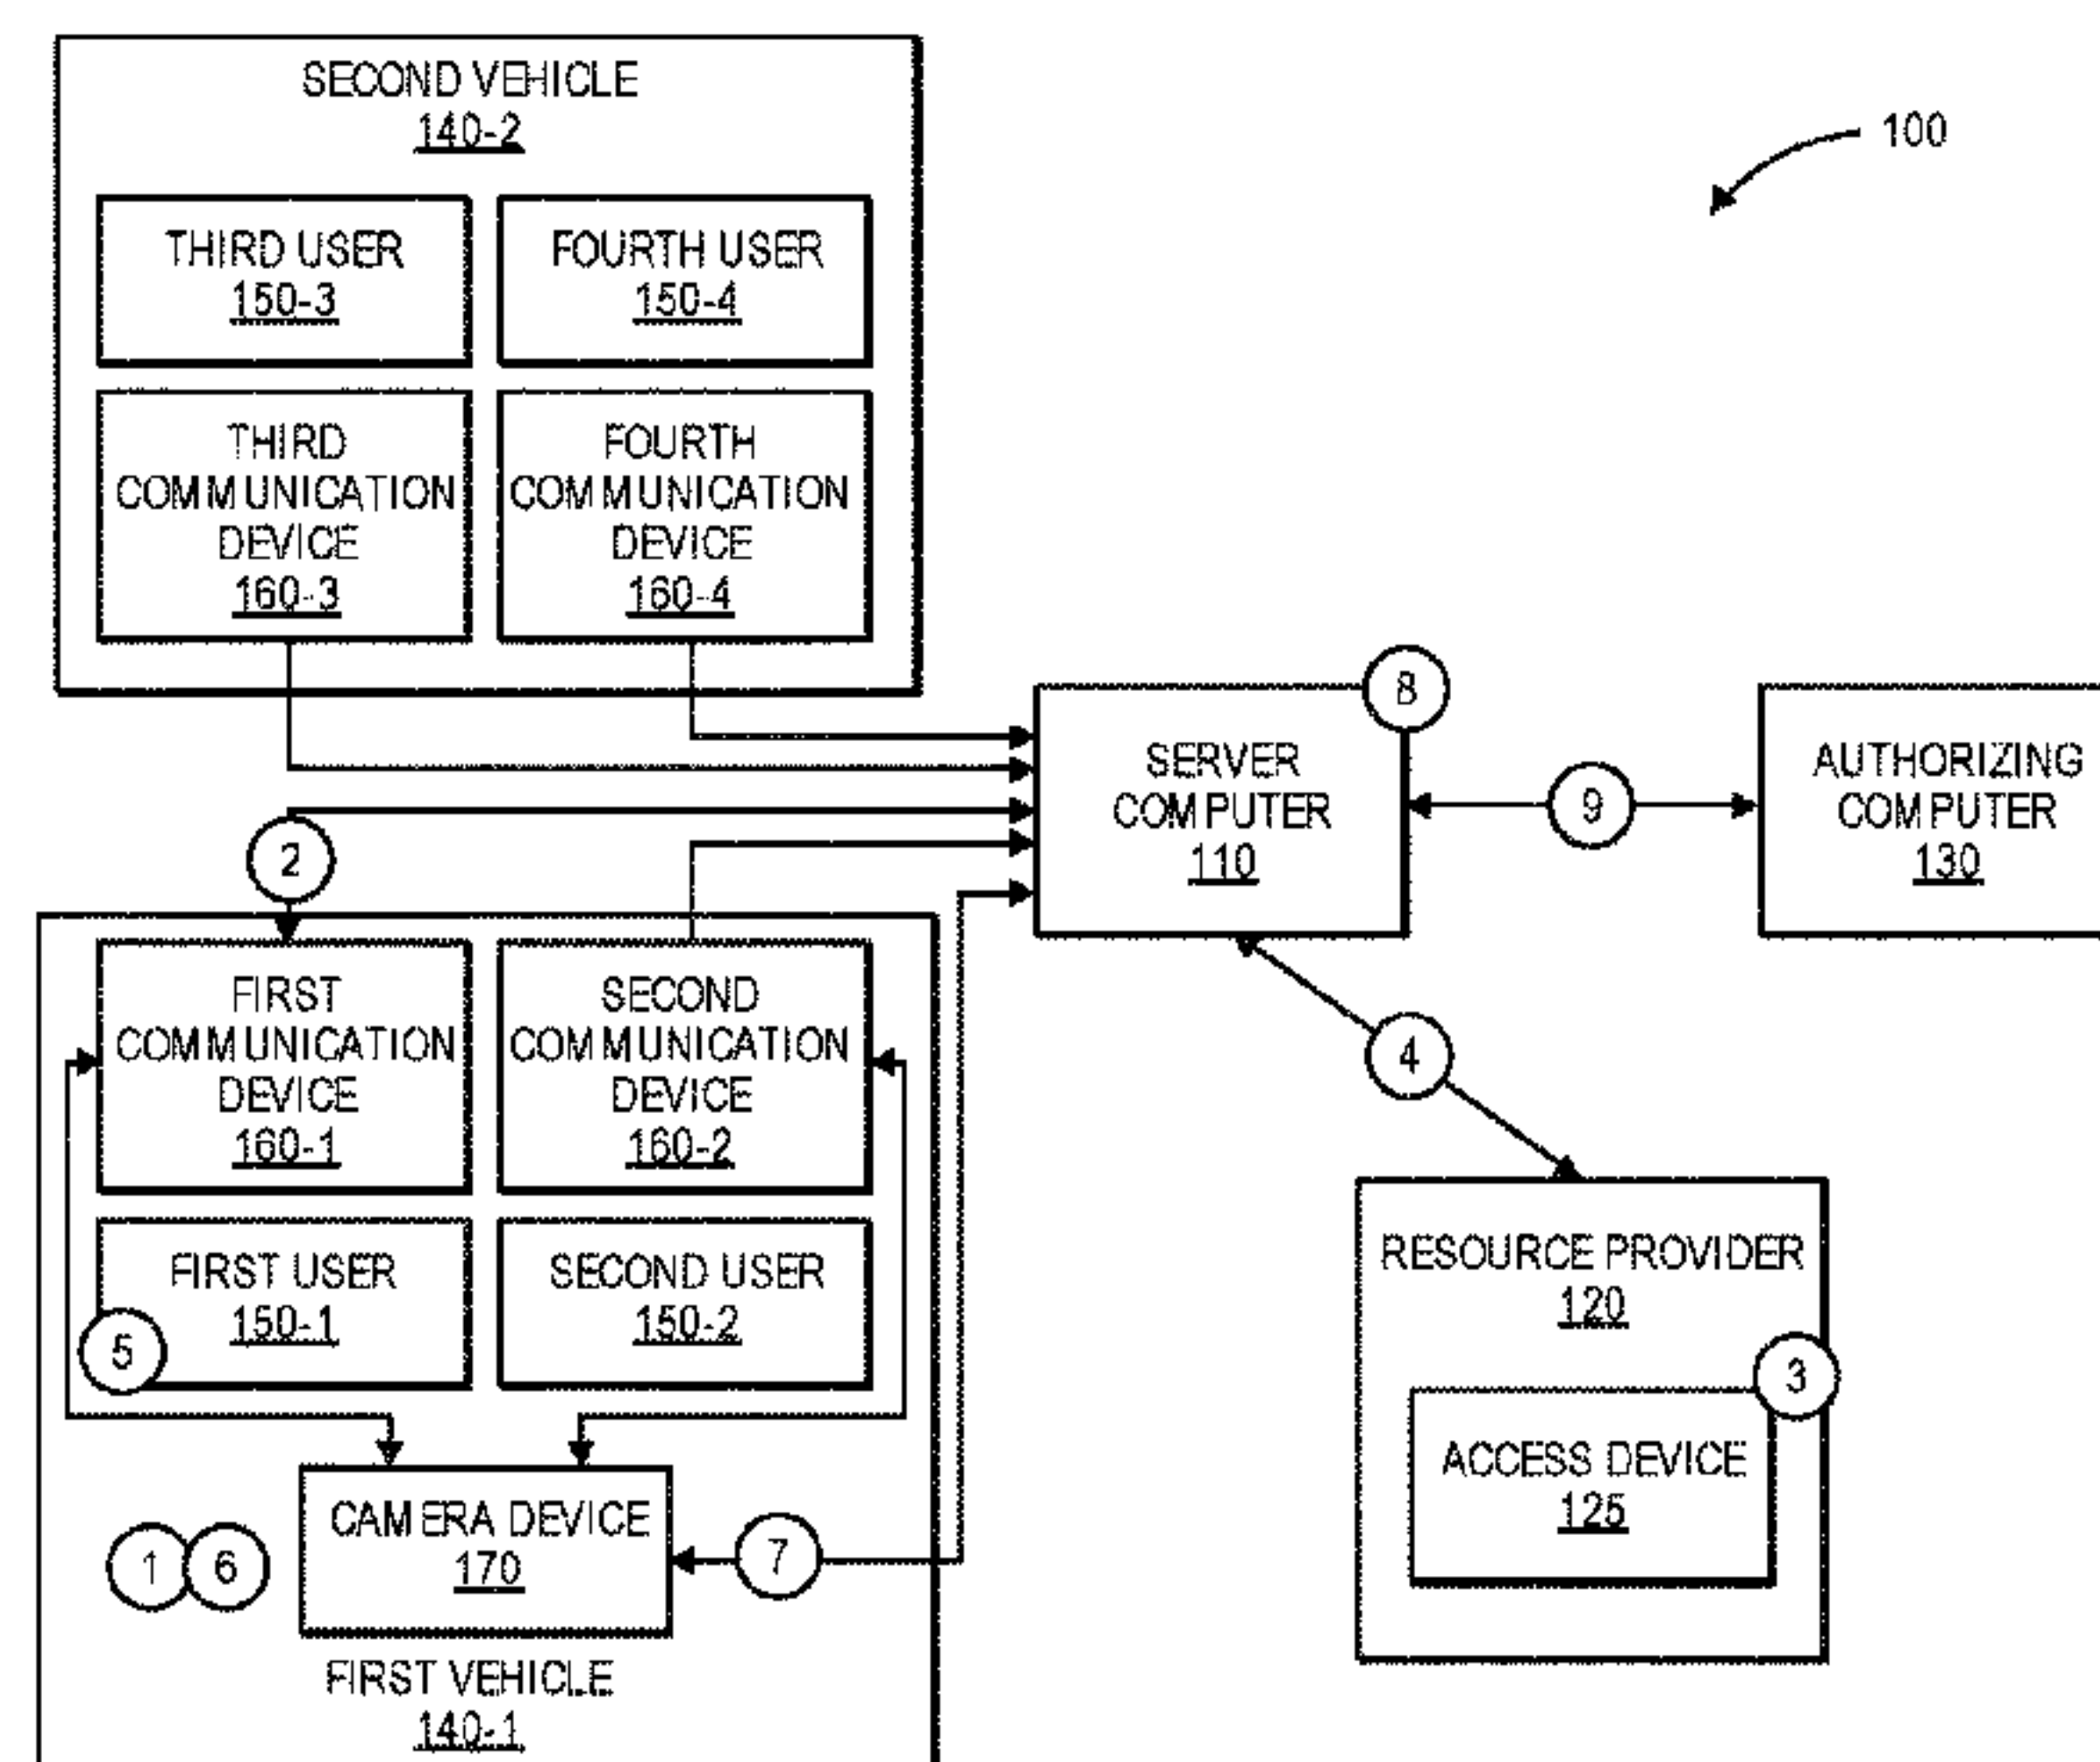 SECOND VEHICLE
140-2
100
THIRD USER
150-3
FOURTH USER
150-4
THIRD
COMMUNICATION
DEVICE
160-3
FOURTH
COMMUNICATION
DEVICE
160-4
8
SERVER
COMPUTER
110
9
AUTHORIZING
COMPUTER
130
2
FIRST
COMMUNICATION
DEVICE
160-1
SECOND
COMMUNICATION
DEVICE
160-2
4
FIRST USER
150-1
5
SECOND USER
150-2
RESOURCE PROVIDER
120
3
ACCESS DEVICE
125
CAMERA DEVICE
170
1
6
7
FIRST VEHICLE
140-1